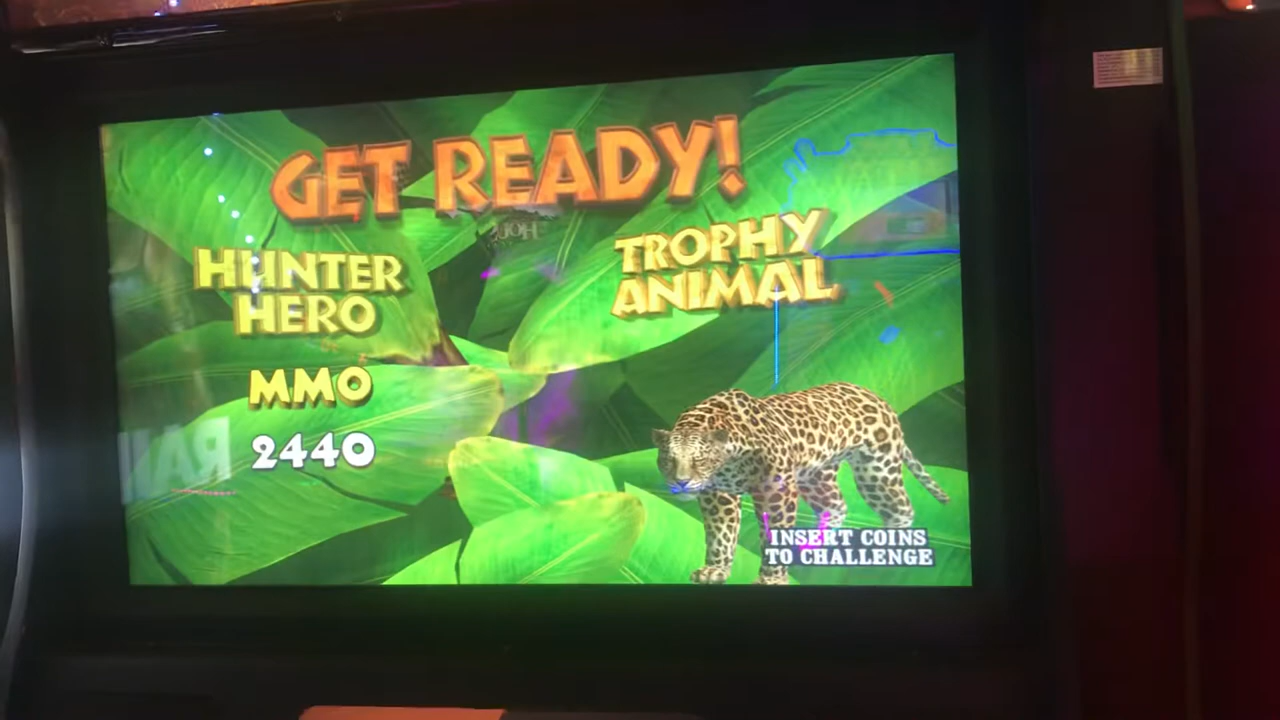 GET READY!
HUNTER
HERO
MMO
2440
TROPHY
ANIMAL
INSERT COINS
TO CHALLENGE